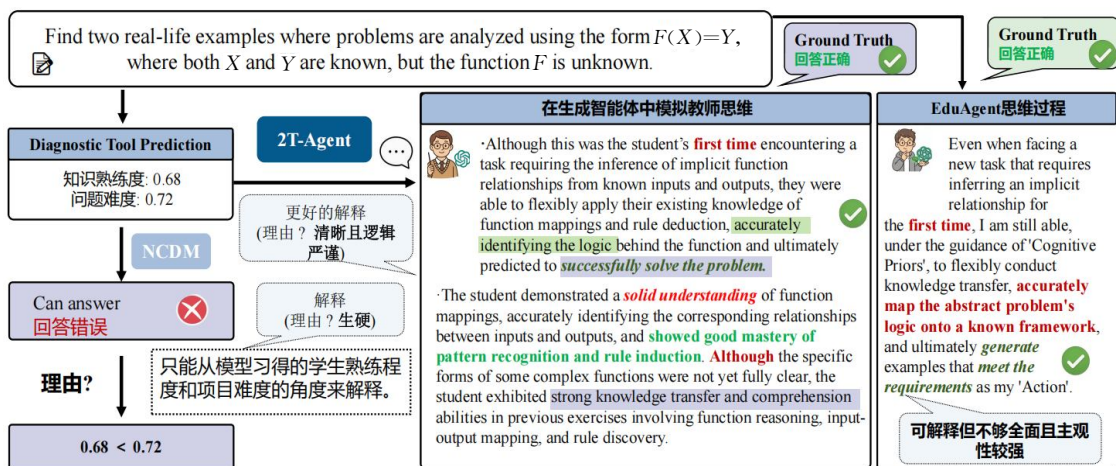 Find two real-life examples where problems are analyzed using the form F(X)=Y,
where both X and Y are known, but the function F is unknown.
Ground Truth
回答正确
Ground Truth
回答正确
Diagnostic Tool Prediction
知识熟练度: 0.68
问题难度: 0.72
2T-Agent
更好的解释
(理由？清晰且逻辑
严谨)
NCDM
Can answer
回答错误
解释
(理由？生硬)
理由?
只能从模型习得的学生熟练程
度和项目难度的角度来解释。
0.68 < 0.72
在生成智能体中模拟教师思维
·Although this was the student's first time encountering a
task requiring the inference of implicit function
relationships from known inputs and outputs, they were
able to flexibly apply their existing knowledge of
function mappings and rule deduction, accurately
identifying the logic behind the function and ultimately
predicted to successfully solve the problem.
·The student demonstrated a solid understanding of function
mappings, accurately identifying the corresponding relationships
between inputs and outputs, and showed good mastery of
pattern recognition and rule induction. Although the specific
forms of some complex functions were not yet fully clear, the
student exhibited strong knowledge transfer and comprehension
abilities in previous exercises involving function reasoning, input-
output mapping, and rule discovery.
EduAgent思维过程
Even when facing a
new task that requires
inferring an implicit
relationship for
the first time, I am still able,
under the guidance of 'Cognitive
Priors', to flexibly conduct
knowledge transfer, accurately
map the abstract problem's
logic onto a known framework,
and ultimately generate
examples that meet the
requirements as my 'Action'.
可解释但不够全面且主观
性较强